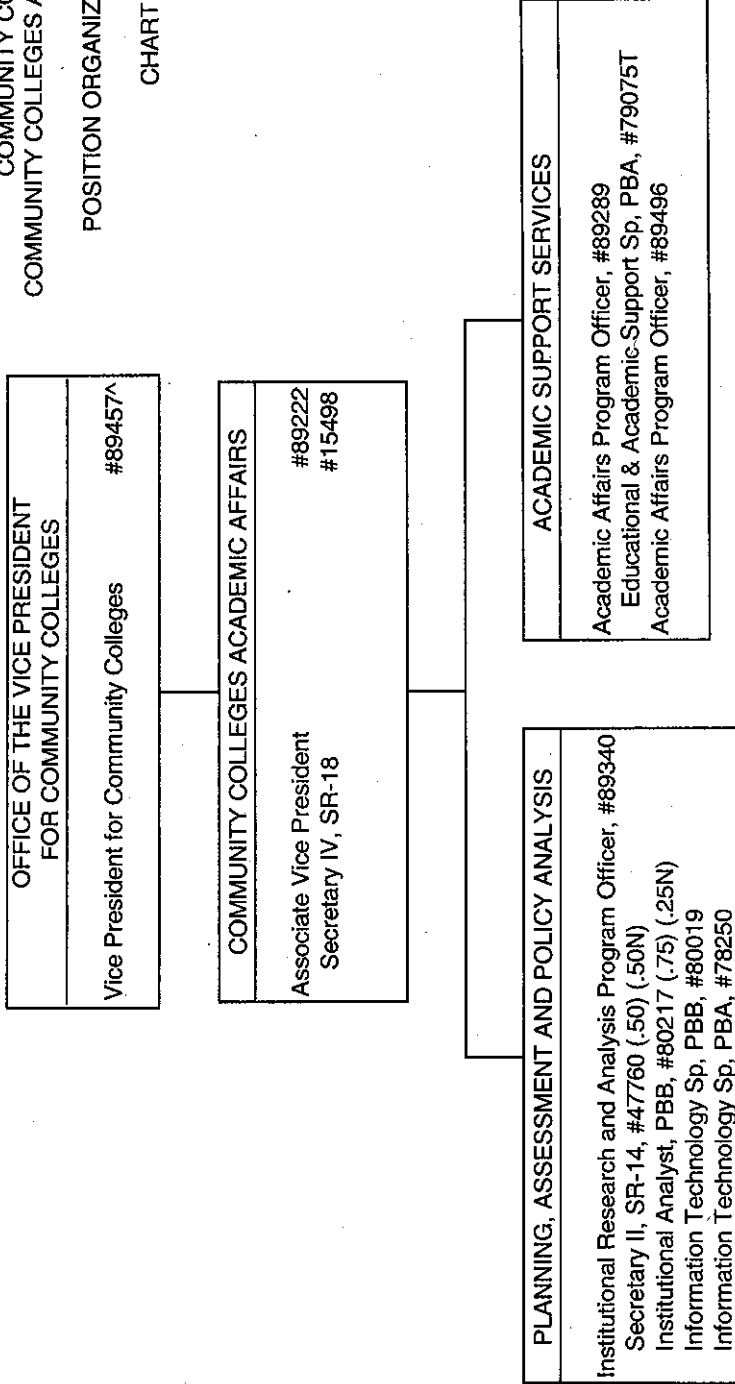 COMMUNITY CO
COMMUNITY COLLEGES A
POSITION ORGANIZ
CHART
OFFICE OF THE VICE PRESIDENT
FOR COMMUNITY COLLEGES
Vice President for Community Colleges #89457^
COMMUNITY COLLEGES ACADEMIC AFFAIRS
Associate Vice President #89222
Secretary IV, SR-18 #15498
PLANNING, ASSESSMENT AND POLICY ANALYSIS
Institutional Research and Analysis Program Officer, #89340
Secretary II, SR-14, #47760 (.50) (.50N)
Institutional Analyst, PBB, #80217 (.75) (.25N)
Information Technology Sp, PBB, #80019
Information Technology Sp, PBA, #78250
ACADEMIC SUPPORT SERVICES
Academic Affairs Program Officer, #89289
Educational & Academic Support Sp, PBA, #79075T
Academic Affairs Program Officer, #89496